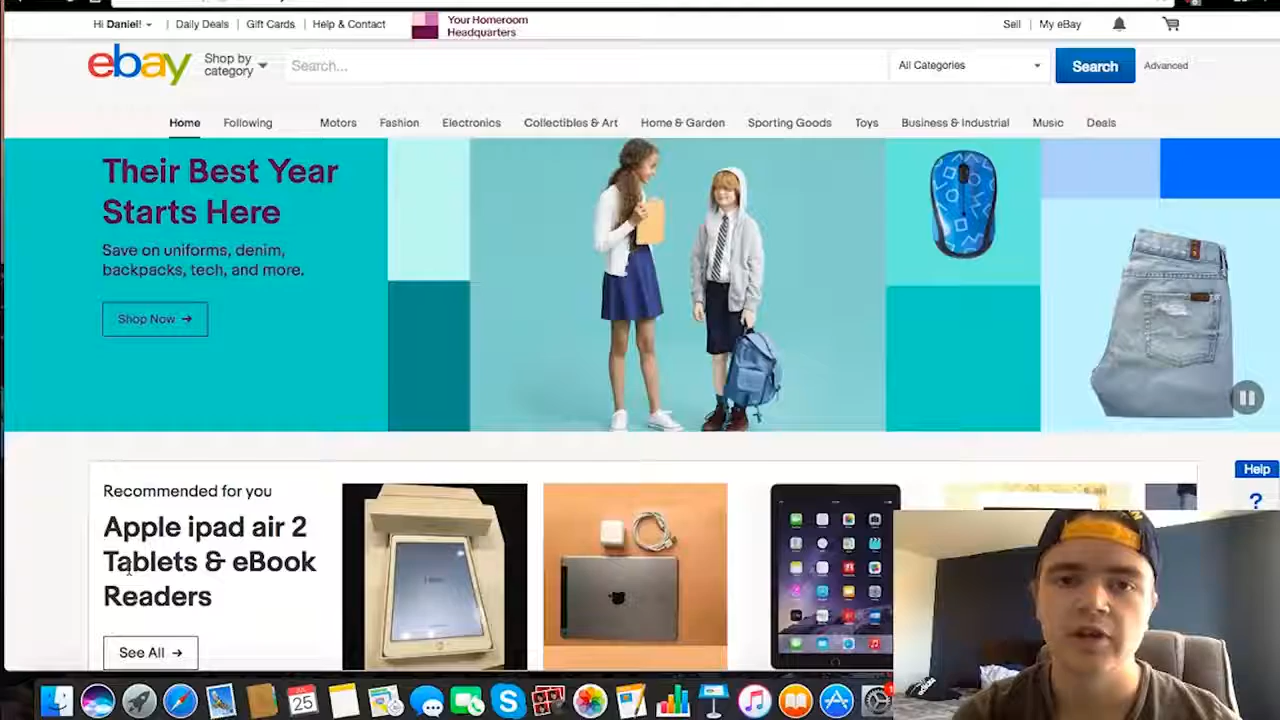 Hi Daniel!
Daily Deals
Gift Cards
Help & Contact
Your Homeroom
Headquarters
Sell
My eBay
ebay
Shop by
category
Search...
All Categories
Search
Advanced
Home
Following
Motors
Fashion
Electronics
Collectibles & Art
Home & Garden
Sporting Goods
Toys
Business & Industrial
Music
Deals
Their Best Year
Starts Here
Save on uniforms, denim,
backpacks, tech, and more.
Shop Now →
Help
?
Recommended for you
Apple ipad air 2
Tablets & eBook
Readers
See All →
25